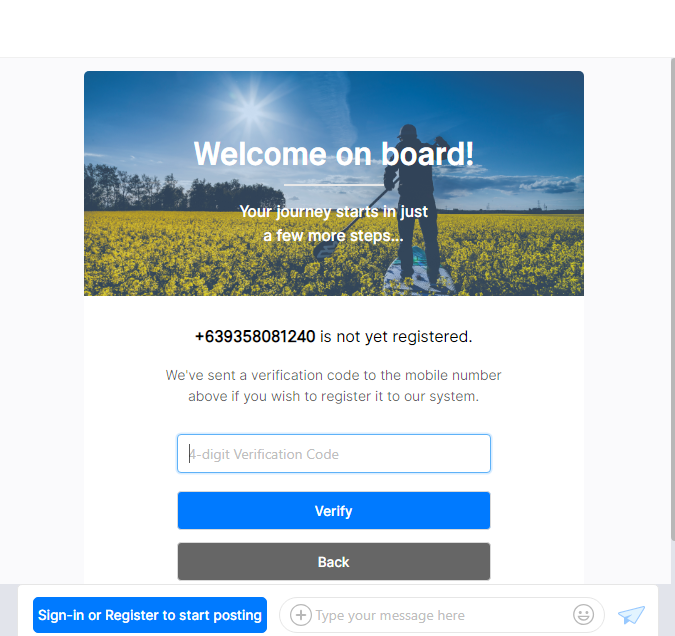 Welcome on board!
Your journey starts in just
a few more steps...
+639358081240 is not yet registered.
We've sent a verification code to the mobile number
above if you wish to register it to our system.
4-digit Verification Code
Verify
Back
Sign-in or Register to start posting
Type your message here